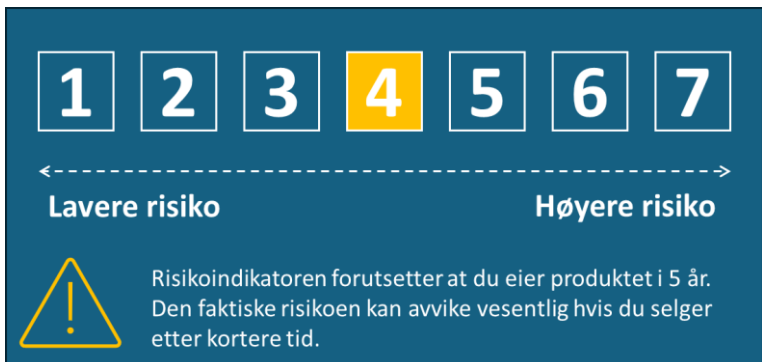 1 2 3 4 5 6 7
Lavere risiko Høyere risiko
Risikoindikatoren forutsetter at du eier produktet i 5 år.
Den faktiske risikoen kan avvike vesentlig hvis du selger
etter kortere tid.